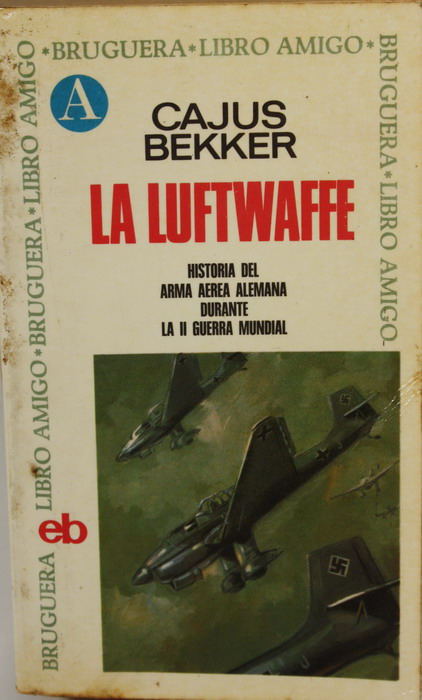 *BRUGUERA*LIBRO AMIGO*
BRUGUERA*LIBRO AMIGO*BRUGUERA*LIBRO AMIGO
BRUGUERA*LIBRO AMIGO
A
CAJUS
BEKKER
LA LUFTWAFFE
HISTORIA DEL
ARMA AEREA ALEMANA
DURANTE
LA II GUERRA MUNDIAL
eb